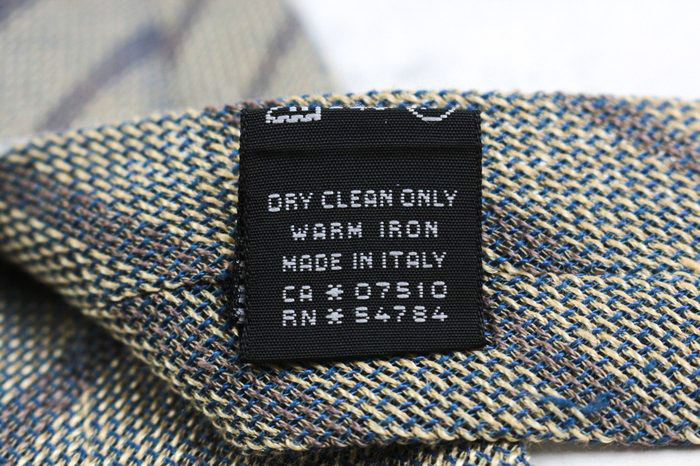 DRY CLEAN ONLY
WARM IRON
MADE IN ITALY
CA * 07510
RN * 54784